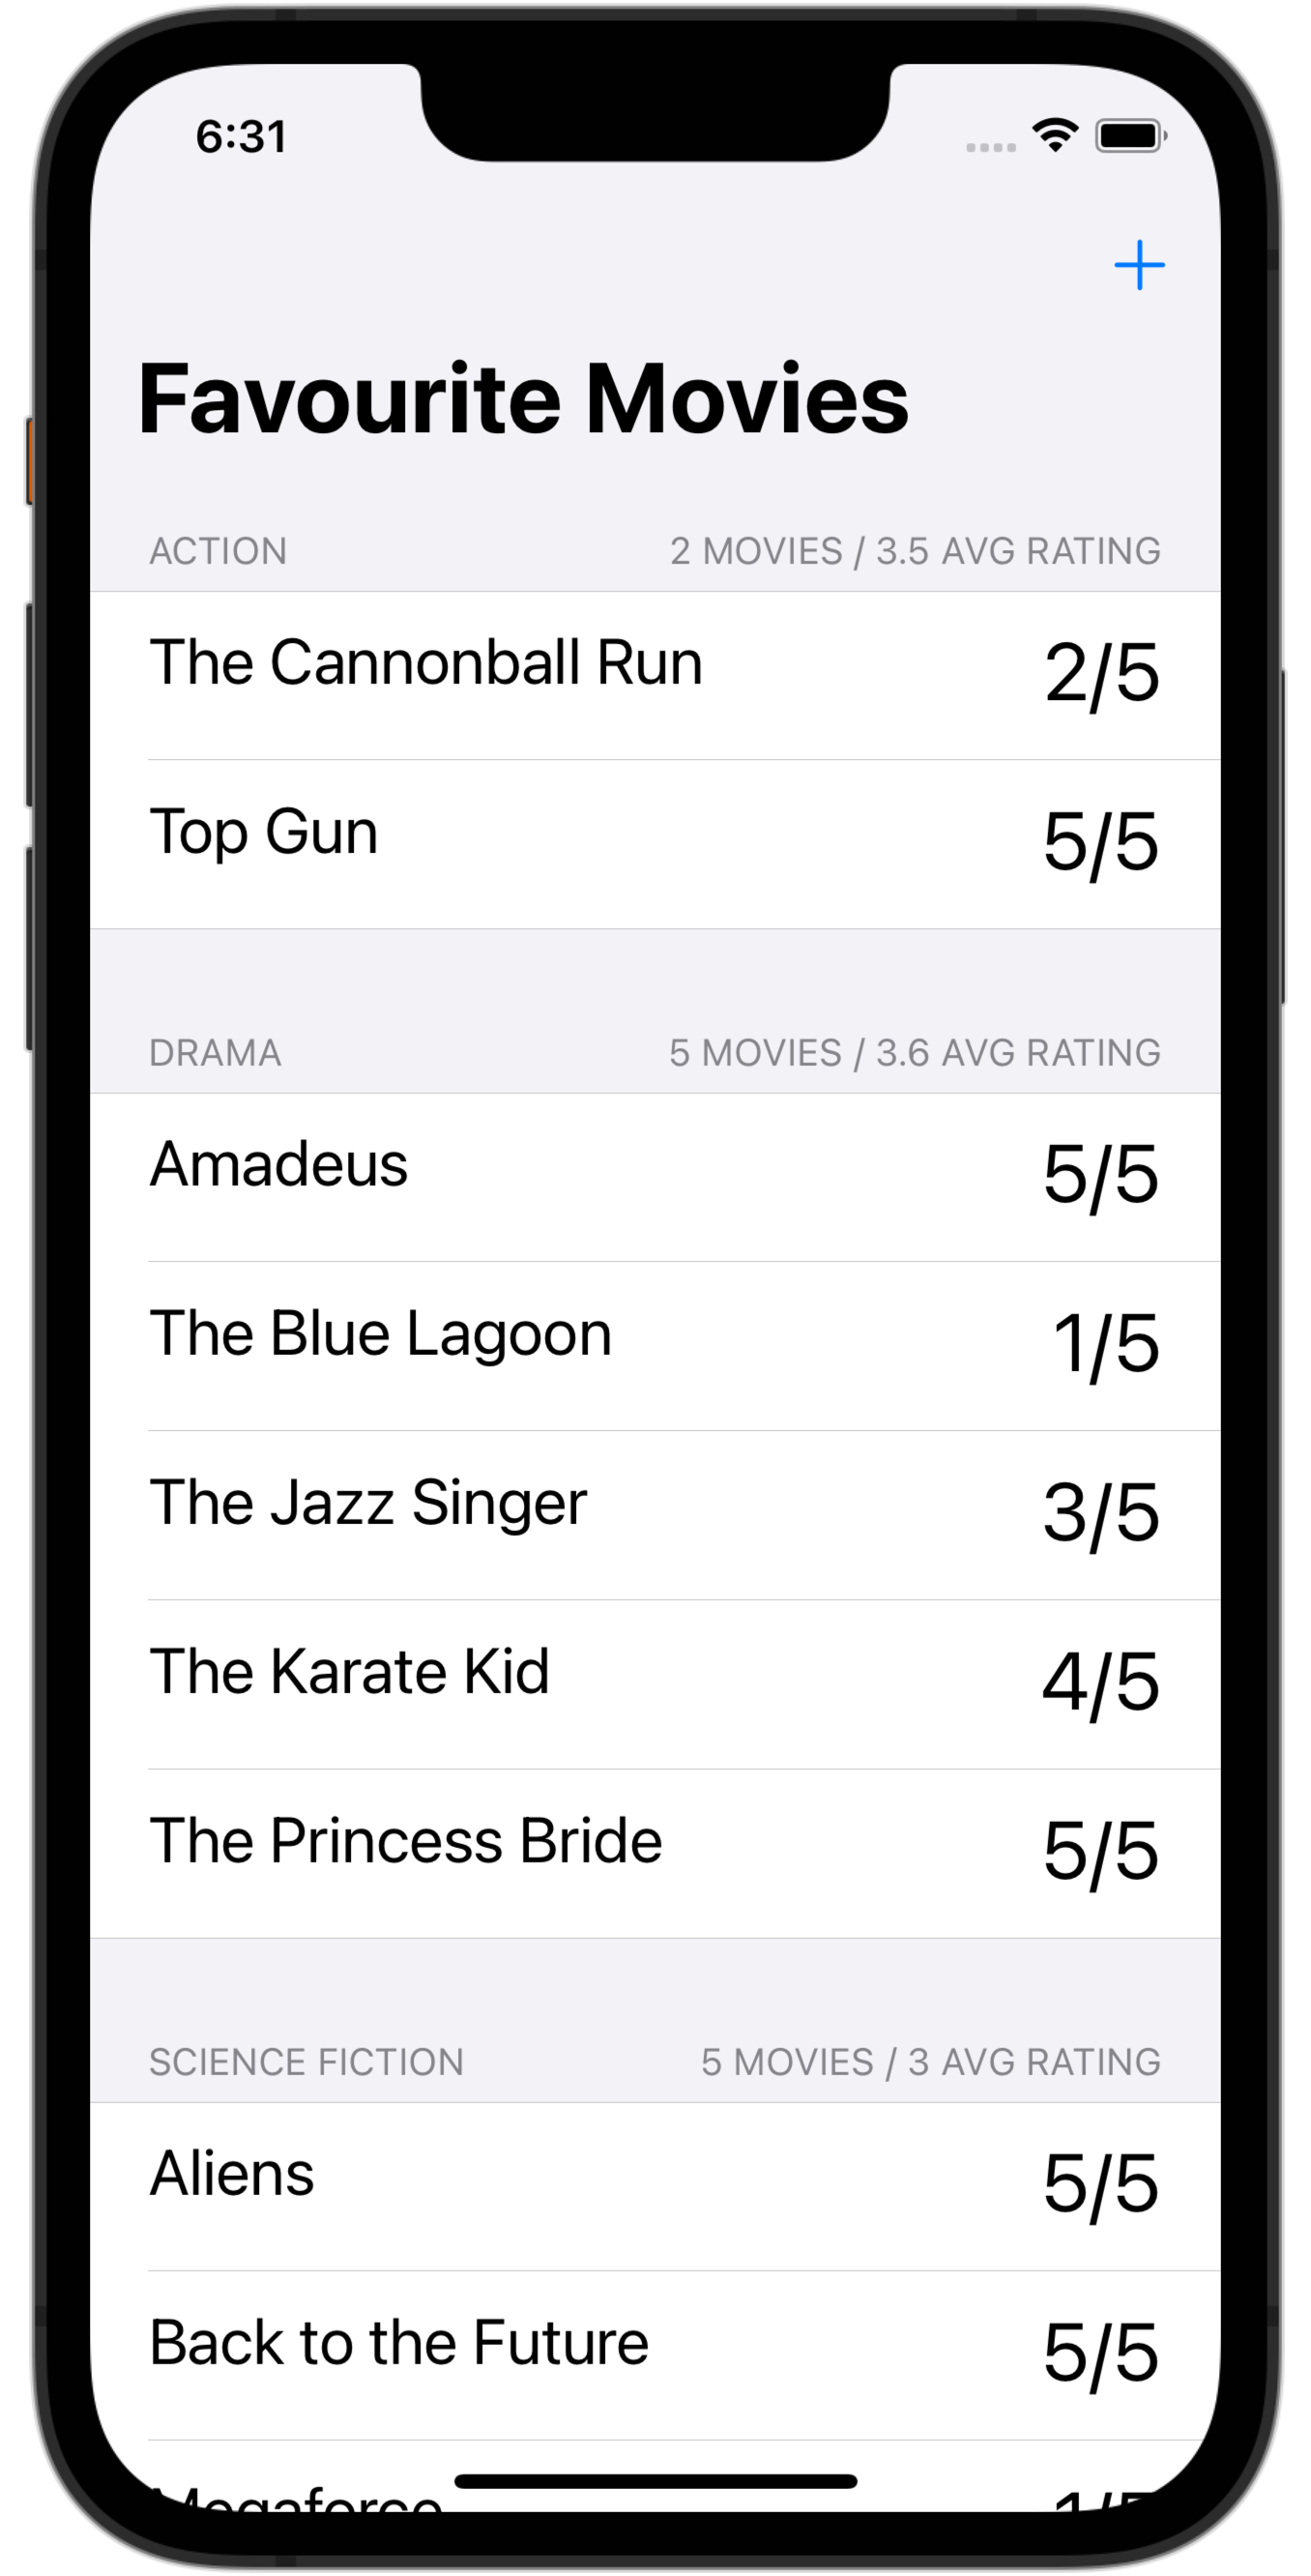 6:31
Favourite Movies
ACTION 2 MOVIES / 3.5 AVG RATING
The Cannonball Run 2/5
Top Gun 5/5
DRAMA 5 MOVIES / 3.6 AVG RATING
Amadeus 5/5
The Blue Lagoon 1/5
The Jazz Singer 3/5
The Karate Kid 4/5
The Princess Bride 5/5
SCIENCE FICTION 5 MOVIES / 3 AVG RATING
Aliens 5/5
Back to the Future 5/5
Megaforce 1/5